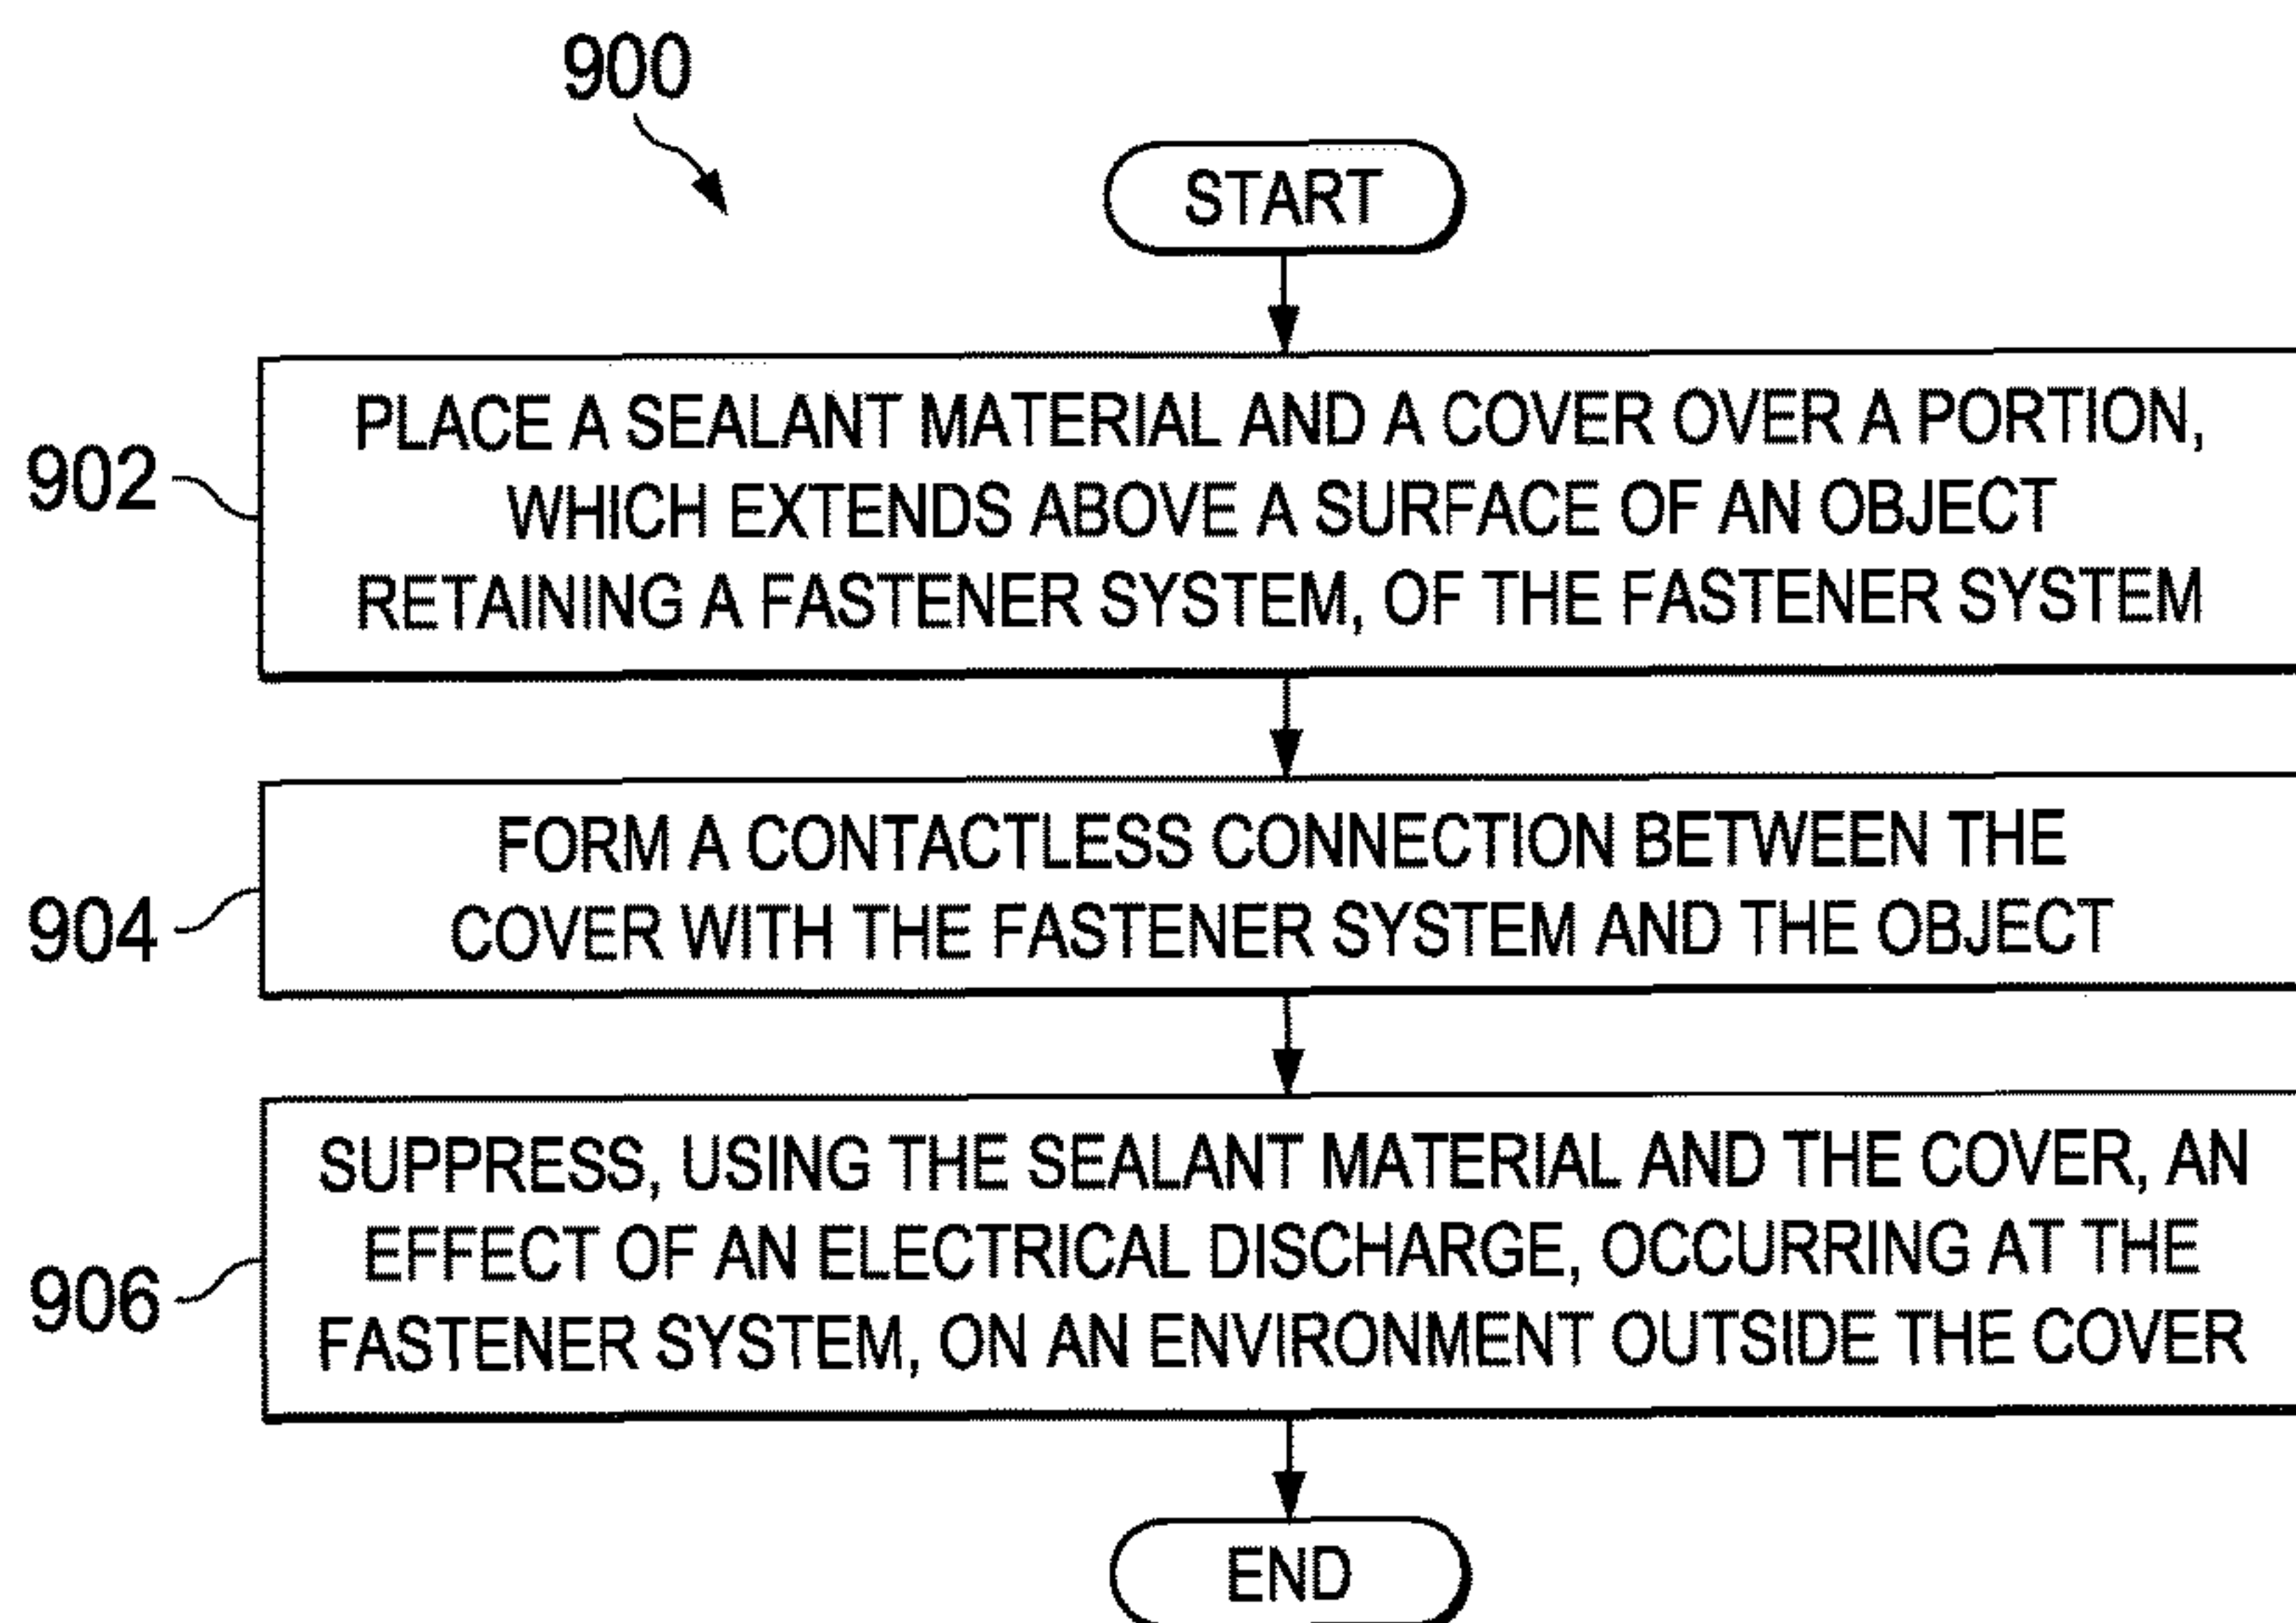 900
START
902
PLACE A SEALANT MATERIAL AND A COVER OVER A PORTION,
WHICH EXTENDS ABOVE A SURFACE OF AN OBJECT
RETAINING A FASTENER SYSTEM, OF THE FASTENER SYSTEM
904
FORM A CONTACTLESS CONNECTION BETWEEN THE
COVER WITH THE FASTENER SYSTEM AND THE OBJECT
906
SUPPRESS, USING THE SEALANT MATERIAL AND THE COVER, AN
EFFECT OF AN ELECTRICAL DISCHARGE, OCCURRING AT THE
FASTENER SYSTEM, ON AN ENVIRONMENT OUTSIDE THE COVER
END